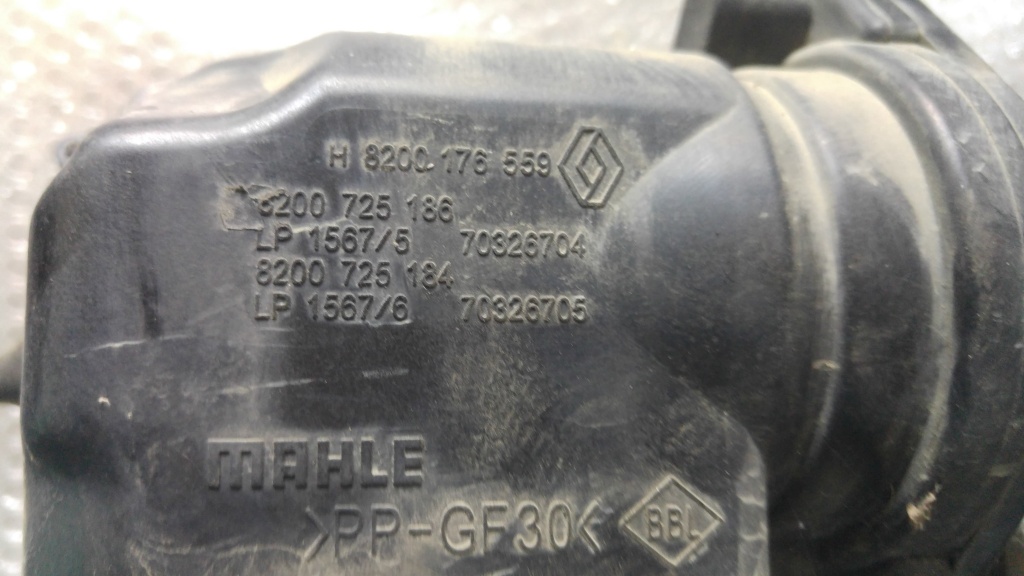 H 8200 176 559
8200 725 186
LP 1567/5 70326704
8200 725 184
LP 1567/6 70326705
MAHLE
>PP-GF30<
BBL